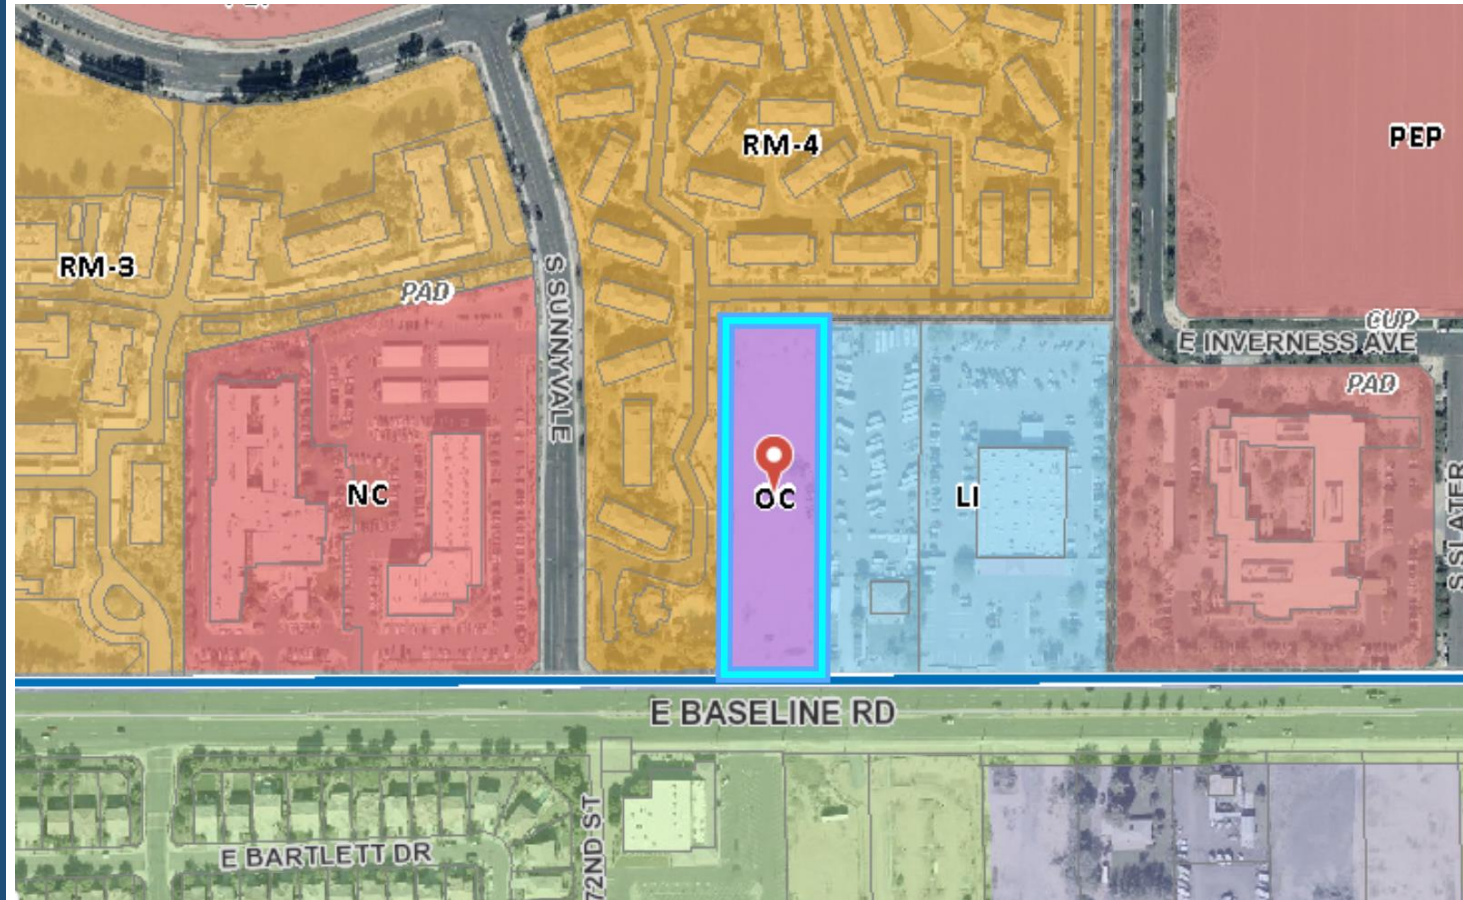 PEP
RM-4
RM-3
PAD
S SUNNYVALE
CUP
E INVERNESS AVE
PAD
NC
OC
LI
S SLATER
E BASELINE RD
E BARTLETT DR
72ND ST